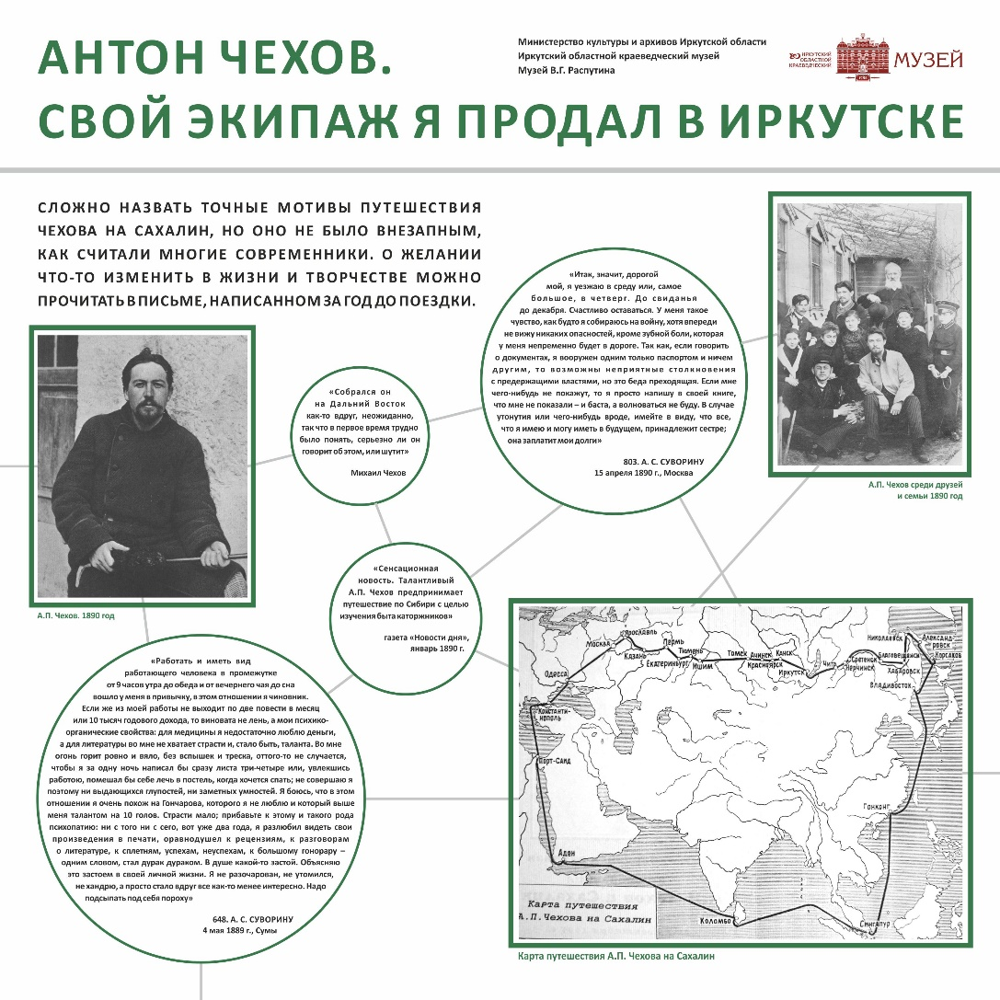 АНТОН ЧЕХОВ.
СВОЙ ЭКИПАЖ Я ПРОДАЛ В ИРКУТСКЕ
Министерство культуры и архивов Иркутской области
Иркутский областной краеведческий музей
Музей В.Г. Распутина
ИРКУТСКИЙ
ОБЛАСТНОЙ
КРАЕВЕДЧЕСКИЙ
МУЗЕЙ
СЛОЖНО НАЗВАТЬ ТОЧНЫЕ МОТИВЫ ПУТЕШЕСТВИЯ
ЧЕХОВА НА САХАЛИН, НО ОНО НЕ БЫЛО ВНЕЗАПНЫМ,
КАК СЧИТАЛИ МНОГИЕ СОВРЕМЕННИКИ. О ЖЕЛАНИИ
ЧТО-ТО ИЗМЕНИТЬ В ЖИЗНИ И ТВОРЧЕСТВЕ МОЖНО
ПРОЧИТАТЬ В ПИСЬМЕ, НАПИСАННОМ ЗА ГОД ДО ПОЕЗДКИ.
А.П. Чехов. 1890 год
«Собрался он
на Дальний Восток
как-то вдруг, неожиданно,
так что в первое время трудно
было понять, серьезно ли он
говорит об этом, или шутит»
Михаил Чехов
«Итак, значит, дорогой
мой, я уезжаю в среду или, самое
большое, в четверг. До свиданья
до декабря. Счастливо оставаться. У меня такое
чувство, как будто я собираюсь на войну, хотя впереди
не вижу никаких опасностей, кроме зубной боли, которая
у меня непременно будет в дороге. Так как, если говорить
о документах, я вооружен одним только паспортом и ничем
другим, то возможны неприятные столкновения
с предержащими властями, но это беда преходящая. Если мне
чего-нибудь не покажут, то я просто напишу в своей книге,
что мне не показали – и баста, а волноваться не буду. В случае
утонутия или чего-нибудь вроде, имейте в виду, что все,
что я имею и могу иметь в будущем, принадлежит сестре;
она заплатит мои долги»
803. А. С. СУВОРИНУ
15 апреля 1890 г., Москва
А.П. Чехов среди друзей
и семьи 1890 год
«Сенсационная
новость. Талантливый
А.П. Чехов предпринимает
путешествие по Сибири с целью
изучения быта каторжников»
газета «Новости дня»,
январь 1890 г.
«Работать и иметь вид
работающего человека в промежутке
от 9 часов утра до обеда и от вечернего чая до сна
вошло у меня в привычку, в этом отношении я чиновник.
Если же из моей работы не выходит по две повести в месяц
или 10 тысяч годового дохода, то виновата не лень, а мои психико-
органические свойства: для медицины я недостаточно люблю деньги,
а для литературы во мне не хватает страсти и, стало быть, таланта. Во мне
огонь горит ровно и вяло, без вспышек и треска, оттого-то не случается,
чтобы я за одну ночь написал бы сразу листа три-четыре или, увлекшись
работою, помешал бы себе лечь в постель, когда хочется спать; не совершаю я
поэтому ни выдающихся глупостей, ни заметных умностей. Я боюсь, что в этом
отношении я очень похож на Гончарова, которого я не люблю и который выше
меня талантом на 10 голов. Страсти мало; прибавьте к этому и такого рода
психопатию: ни с того ни с сего, вот уже два года, я разлюбил видеть свои
произведения в печати, оравнодушел к рецензиям, к разговорам
о литературе, к сплетням, успехам, неуспехам, к большому гонорару –
одним словом, стал дурак дураком. В душе какой-то застой. Объясняю
это застоем в своей личной жизни. Я не разочарован, не утомился,
не хандрю, а просто стало вдруг все как-то менее интересно. Надо
подсыпать под себя пороху»
648. А. С. СУВОРИНУ
4 мая 1889 г., Сумы
Москва
Ярославль
Казань
Пермь
Екатеринбург
Тюмень
Ишим
Томск
Ачинск
Красноярск
Канск
Иркутск
Чита
Сретенск
Нерчинск
Николаевск
Благовещенск
Хабаровск
Александ-
ровск
Корсаков
Владивосток
Одесса
Константи-
нополь
Порт-Саид
Аден
Коломбо
Сингапур
Гонконг
Карта путешествия
А.П.Чехова на Сахалин
Карта путешествия А.П. Чехова на Сахалин